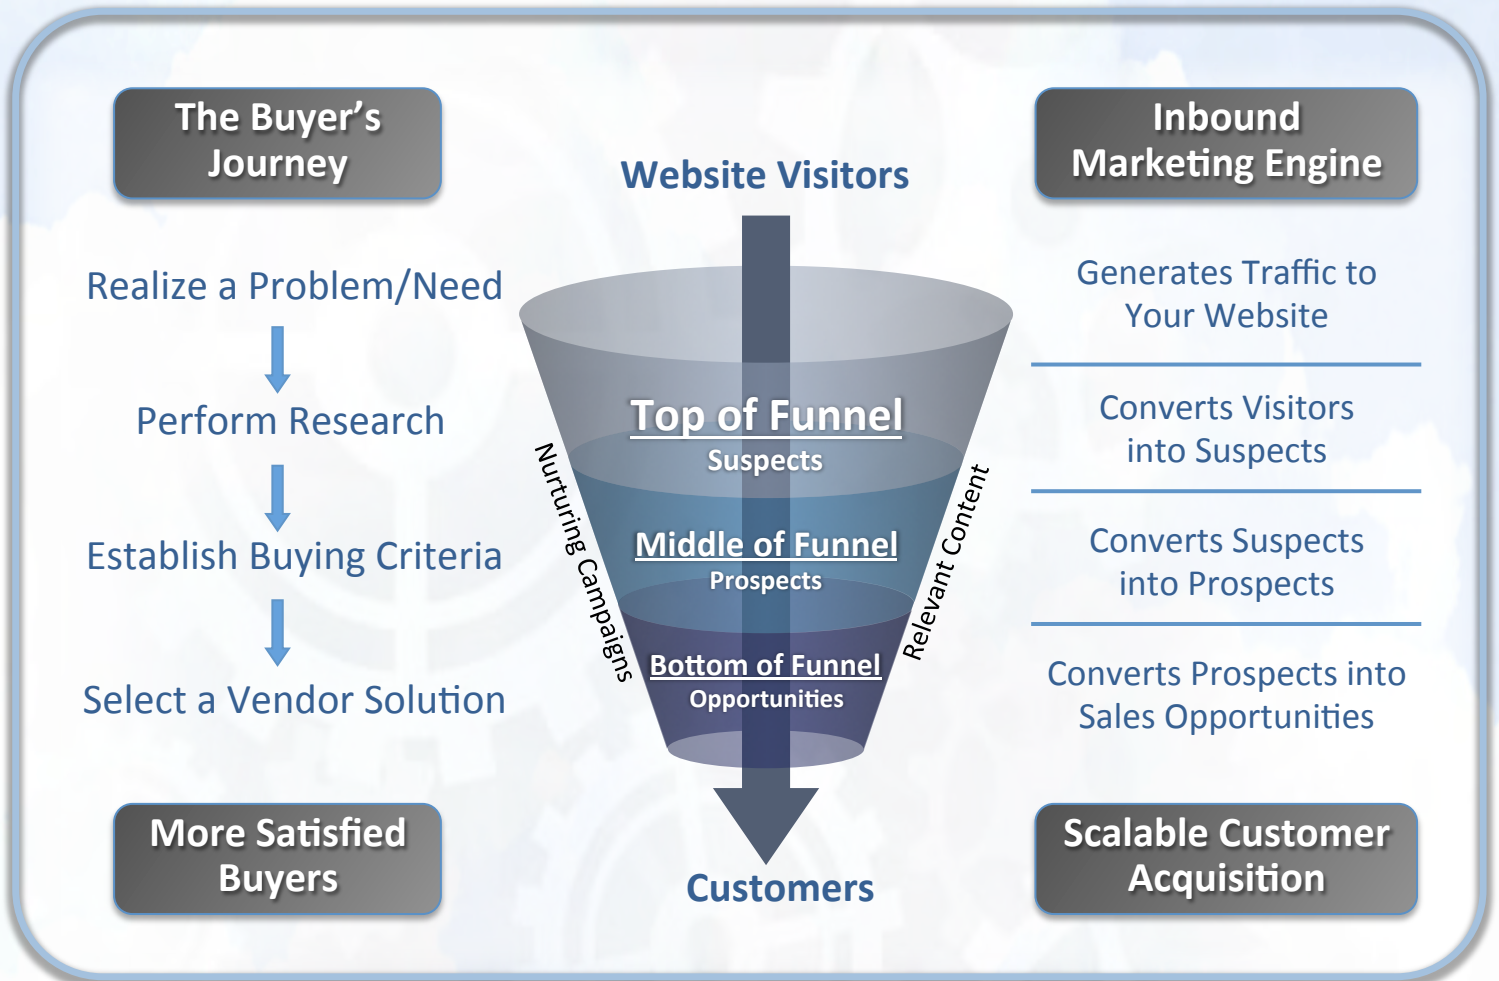 The Buyer's
Journey
Realize a Problem/Need
Perform Research
Establish Buying Criteria
Select a Vendor Solution
More Satisfied
Buyers
Website Visitors
Top of Funnel
Suspects
Middle of Funnel
Prospects
Bottom of Funnel
Opportunities
Nurturing Campaigns
Relevant Content
Customers
Inbound
Marketing Engine
Generates Traffic to
Your Website
Converts Visitors
into Suspects
Converts Suspects
into Prospects
Converts Prospects into
Sales Opportunities
Scalable Customer
Acquisition